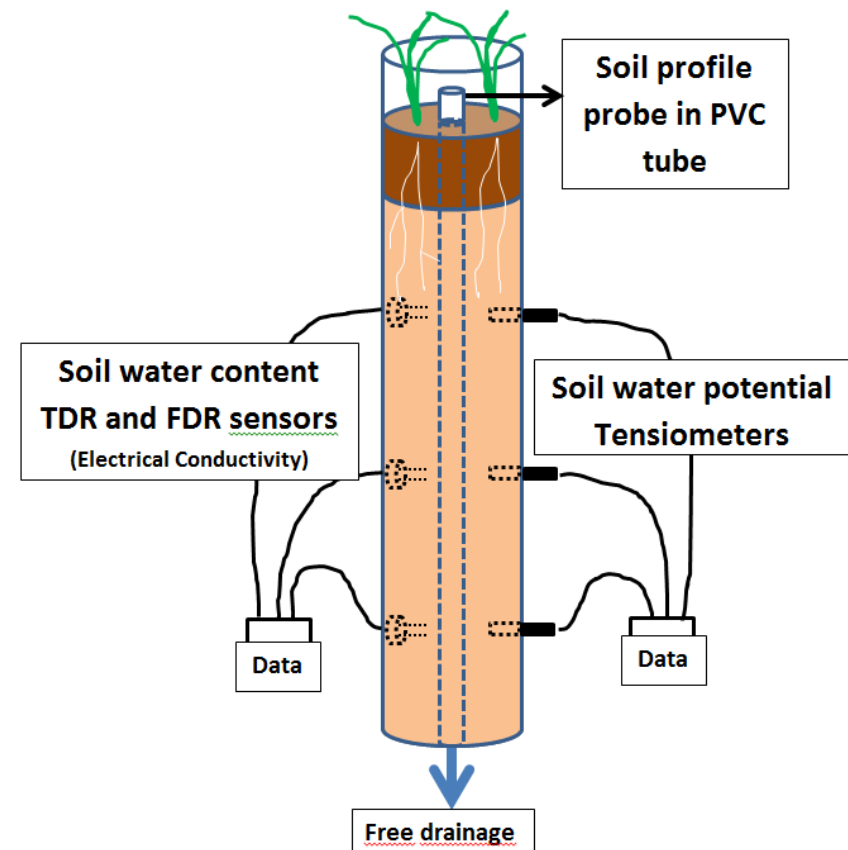 Soil profile
probe in PVC
tube
Soil water content
TDR and FDR sensors
(Electrical Conductivity)
Soil water potential
Tensiometers
Data
Data
Free drainage